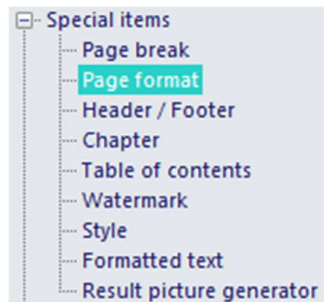 Special items
Page break
Page format
Header / Footer
Chapter
Table of contents
Watermark
Style
Formatted text
Result picture generator